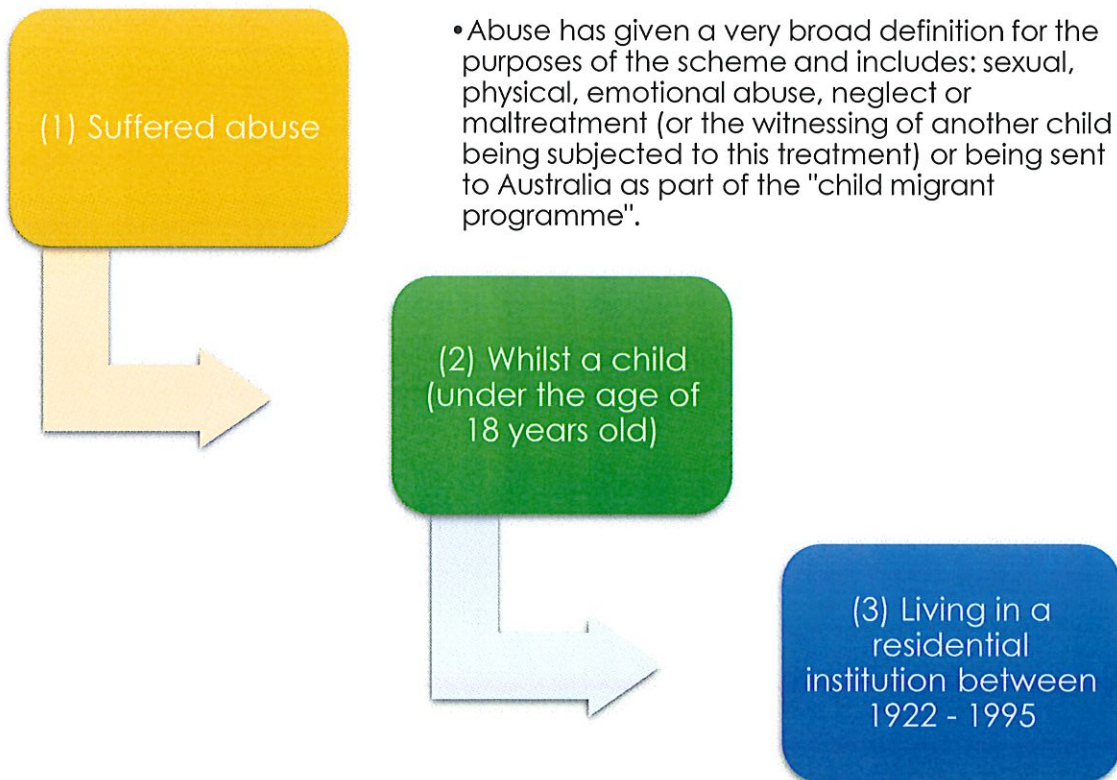 (1) Suffered abuse
•Abuse has given a very broad definition for the
purposes of the scheme and includes: sexual,
physical, emotional abuse, neglect or
maltreatment (or the witnessing of another child
being subjected to this treatment) or being sent
to Australia as part of the "child migrant
programme".
(2) Whilst a child
(under the age of
18 years old)
(3) Living in a
residential
institution between
1922 - 1995